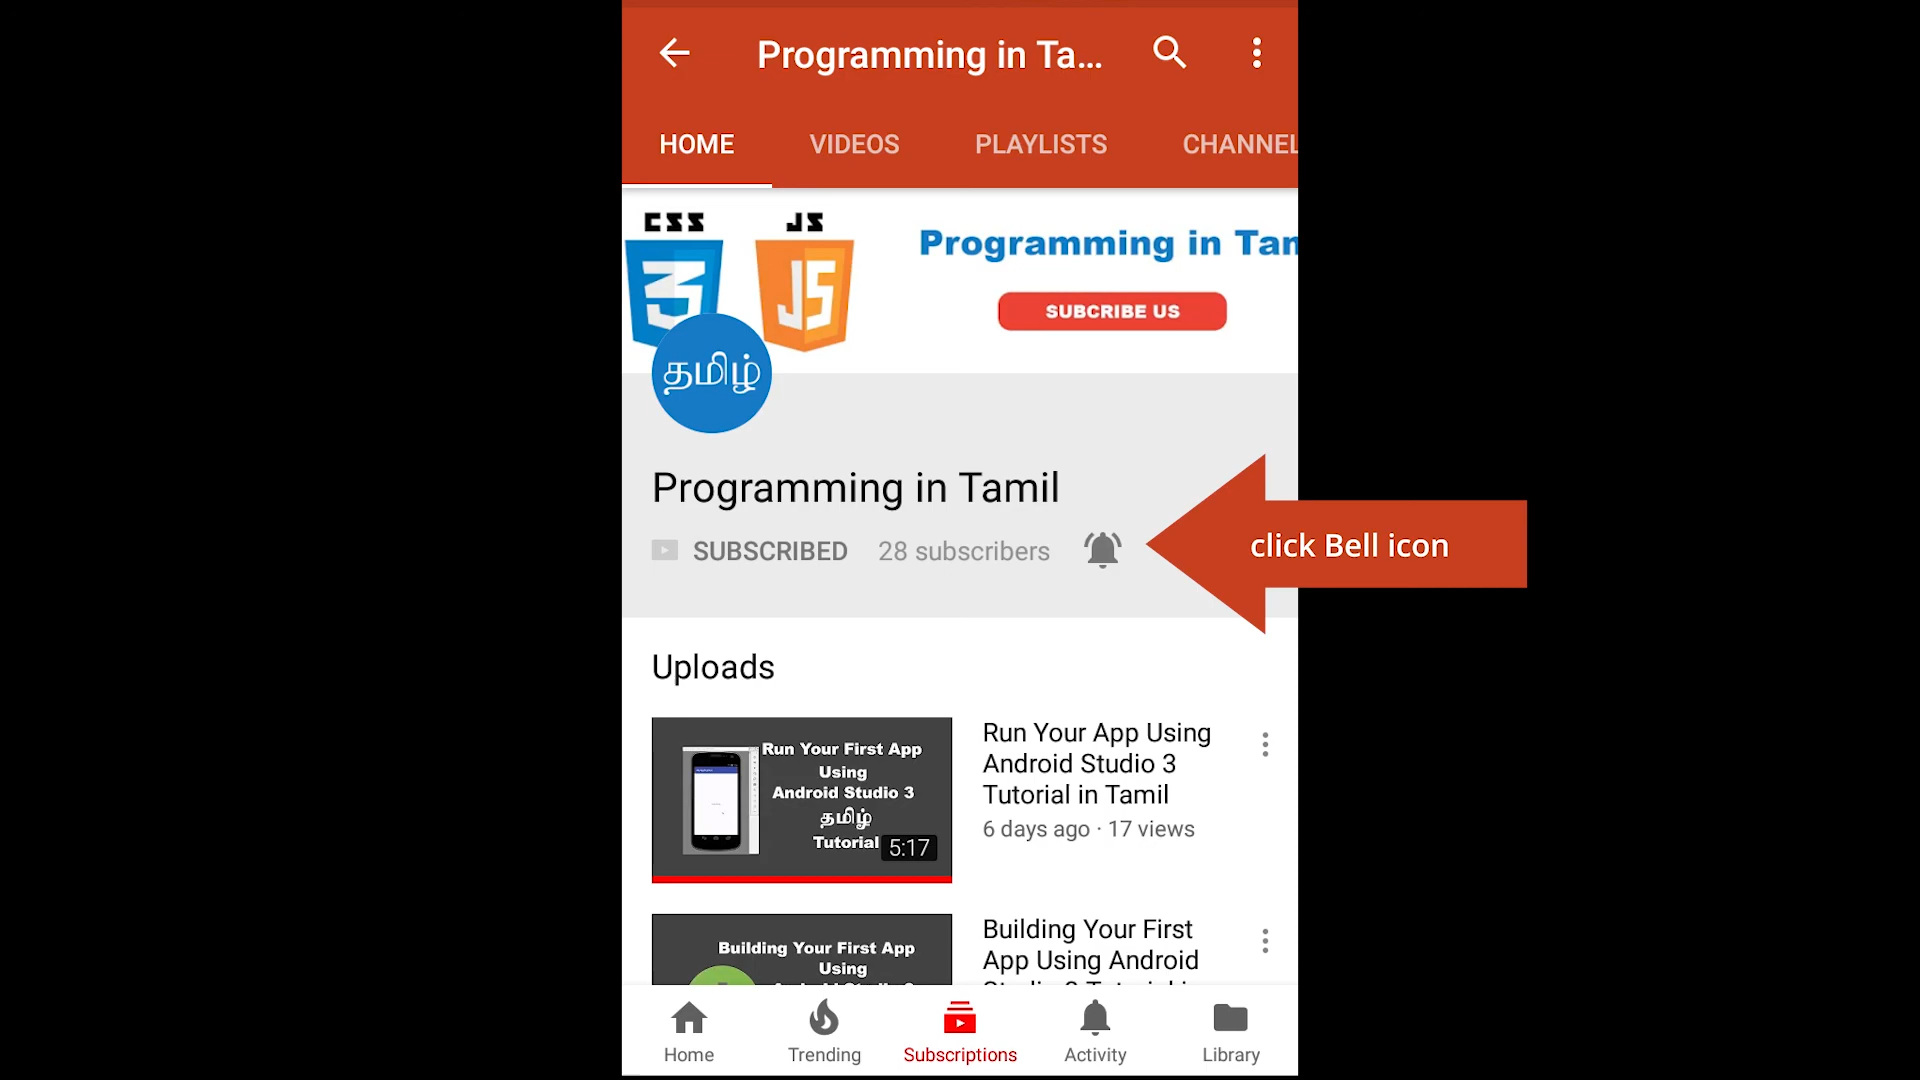 Programming in Ta...
HOME VIDEOS PLAYLISTS CHANNEL
CSS JS
Programming in Tam
SUBCRIBE US
தமிழ்
Programming in Tamil
SUBSCRIBED 28 subscribers
click Bell icon
Uploads
Run Your First App
Using
Android Studio 3
தமிழ்
Tutorial
5:17
Run Your App Using
Android Studio 3
Tutorial in Tamil
6 days ago · 17 views
Building Your First App
Using
Building Your First
App Using Android
Home Trending Subscriptions Activity Library